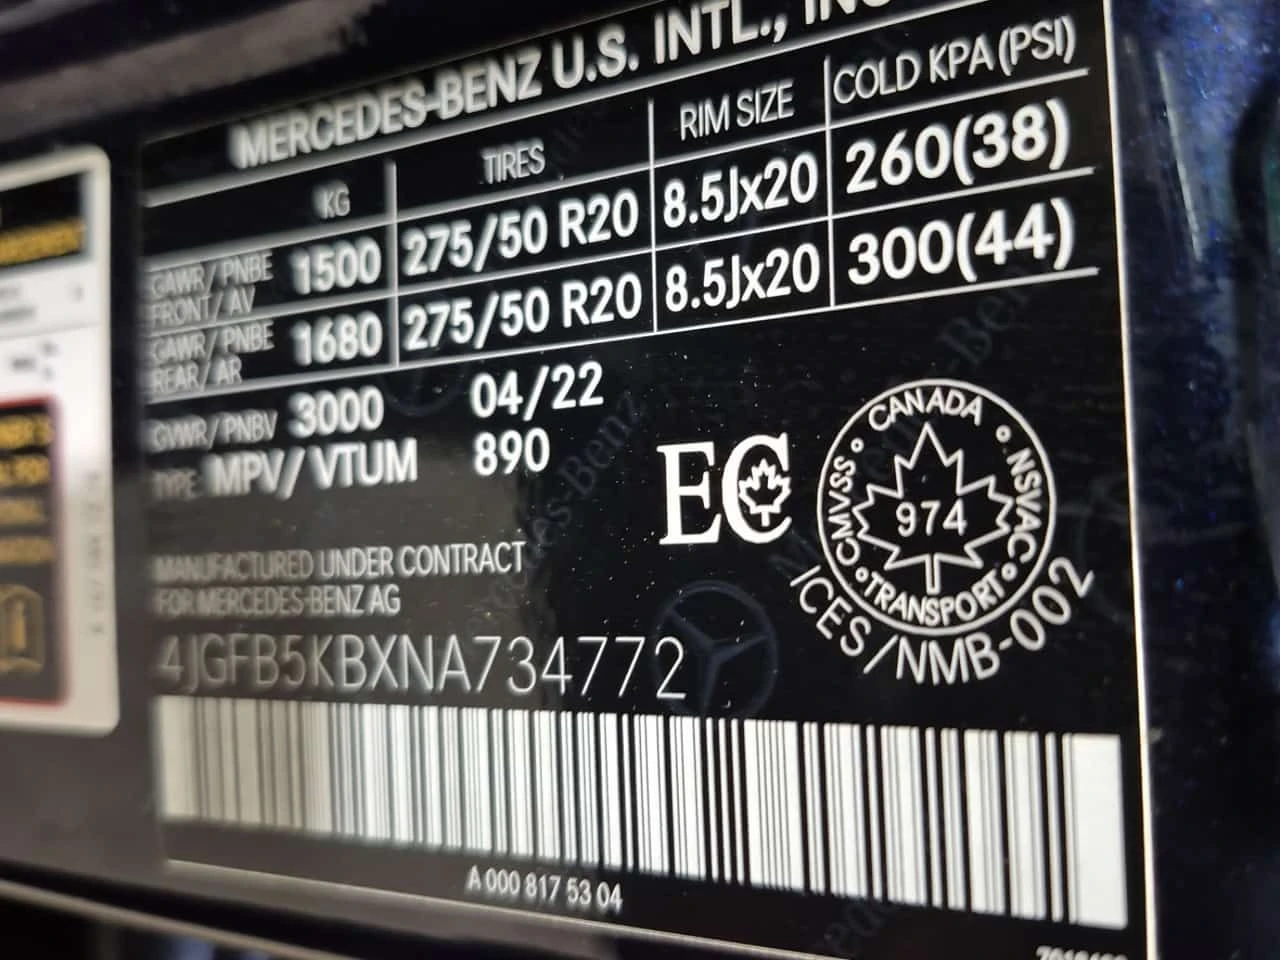 MERCEDES-BENZ U.S. INTL., INC
KG TIRES RIM SIZE COLD KPA (PSI)
GAWR / PNBE FRONT / AV 1500 275/50 R20 8.5Jx20 260(38)
GAWR / PNBE REAR / AR 1680 275/50 R20 8.5Jx20 300(44)
GVWR / PNBV 3000 04/22
TYPE: MPV/ VTUM 890
MANUFACTURED UNDER CONTRACT
FOR MERCEDES-BENZ AG
EC
CANADA
CMVSS 974 NSVAC
TRANSPORT
ICES / NMB-002
4JGFB5KBXNA734772
A 000 817 53 04
Mercedes-Benz